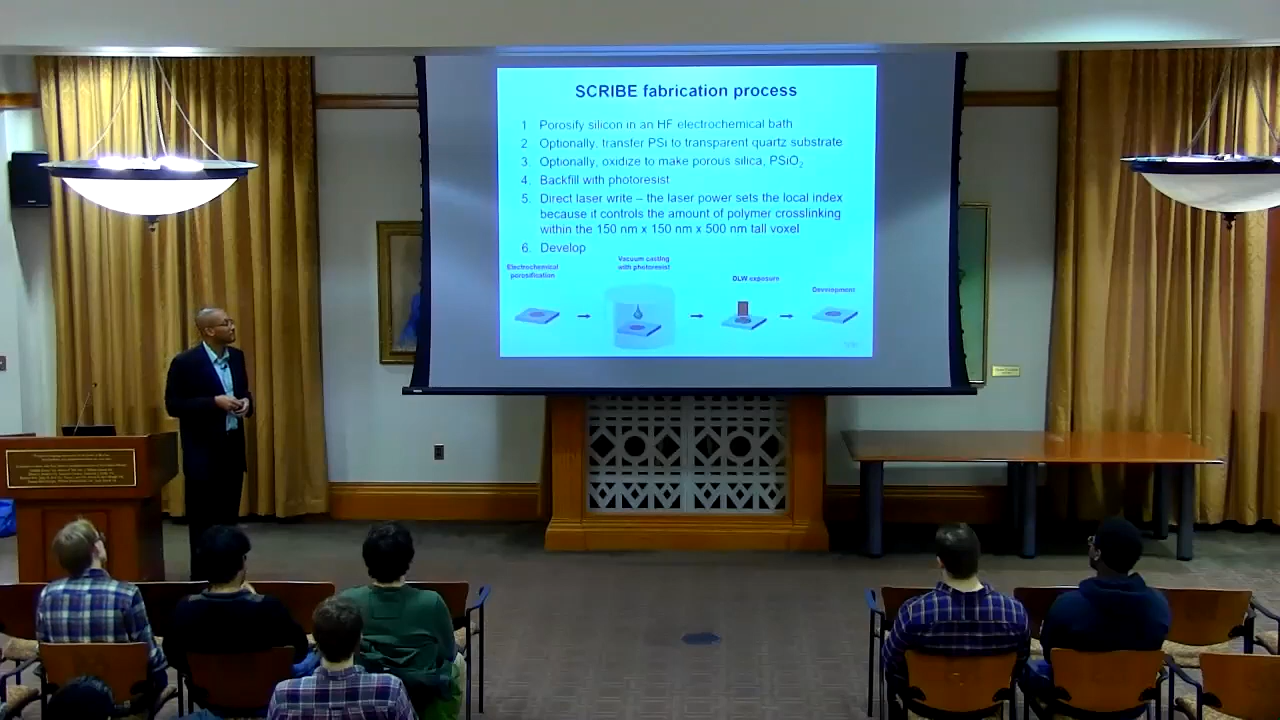 SCRIBE fabrication process
1 Porosify silicon in an HF electrochemical bath
2 Optionally, transfer PSi to transparent quartz substrate
3 Optionally, oxidize to make porous silica, PSiO2
4. Backfill with photoresist
5. Direct laser write – the laser power sets the local index
because it controls the amount of polymer crosslinking
within the 150 nm x 150 nm x 500 nm tall voxel
6. Develop
Electrochemical
porosification
Vacuum casting
with photoresist
DLW exposure
Development